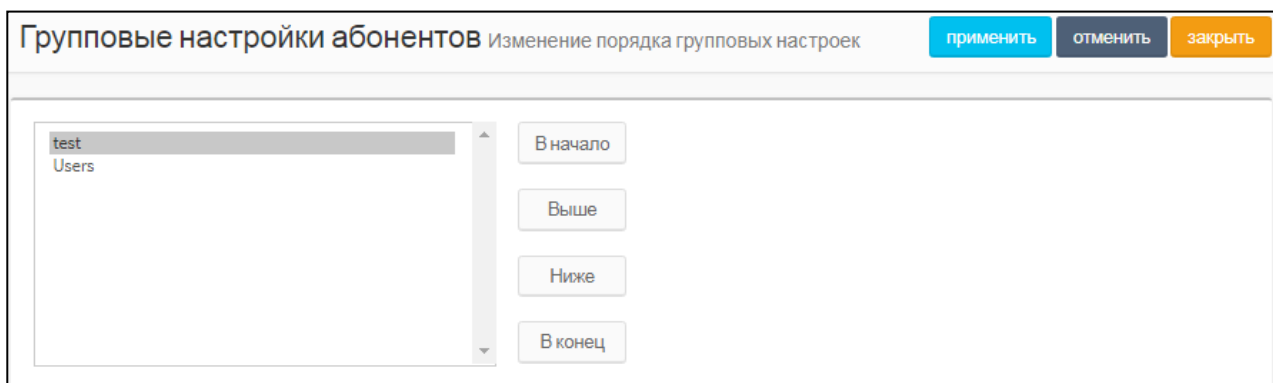 Групповые настройки абонентов Изменение порядка групповых настроек применить отменить закрыть
test
Users
В начало
Выше
Ниже
В конец